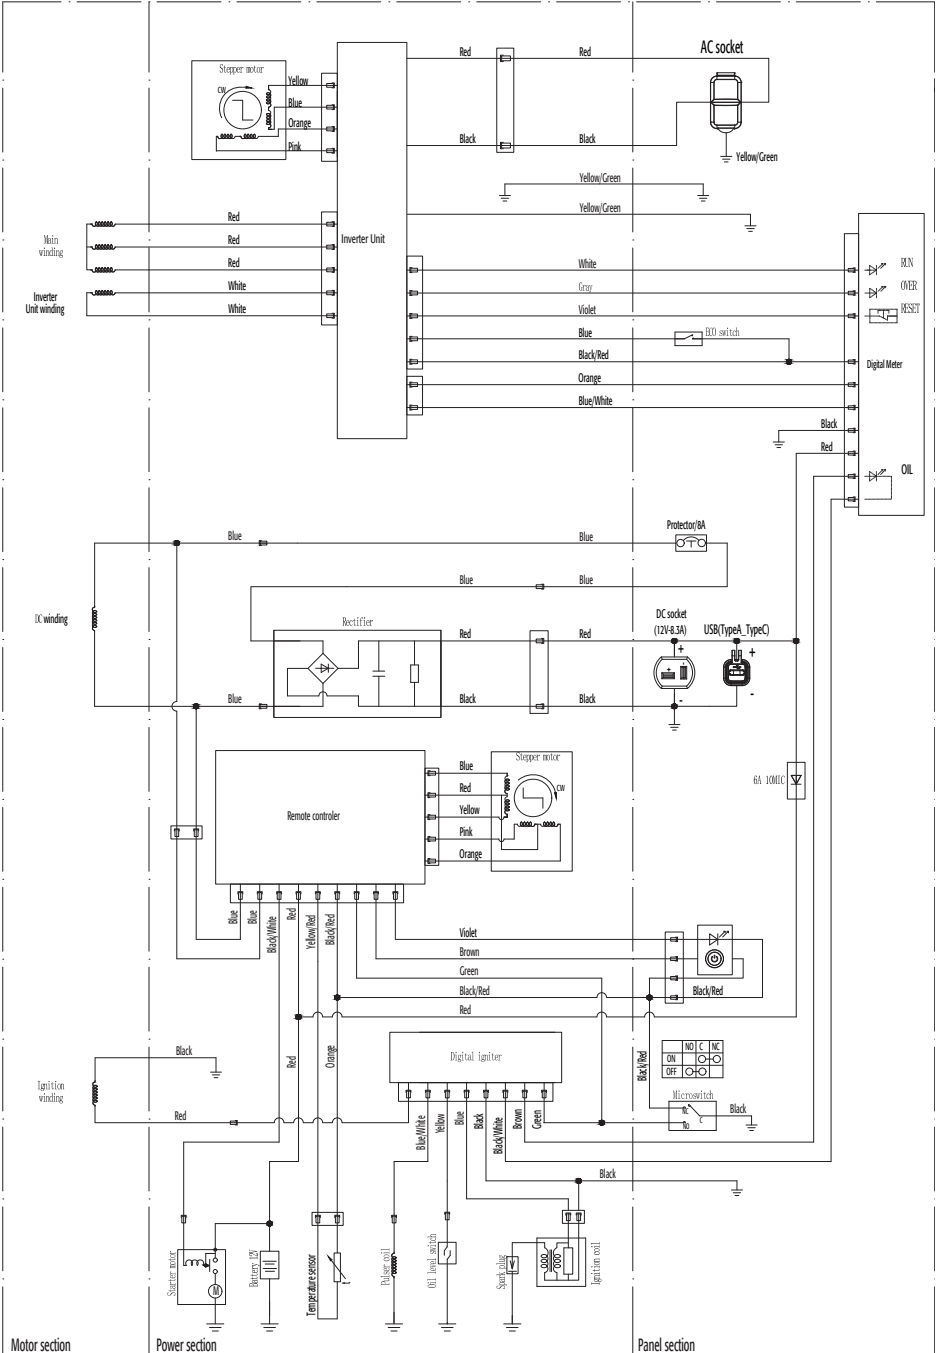 Stepper motor
CW
Yellow
Blue
Orange
Pink
Red
Red
AC socket
Black
Black
Yellow/Green
Yellow/Green
Yellow/Green
Main
winding
Red
Red
Red
Inverter
Unit winding
White
White
Inverter Unit
White
RUN
Gray
OVER
Violet
RESET
Blue
ECO switch
Black/Red
Digital Meter
Orange
Blue/White
Black
Red
OIL
Blue
Blue
Protector/8A
Blue
Blue
DC winding
Rectifier
Red
Red
DC socket
(12V-8.3A)
USB(TypeA_TypeC)
+
+
-
-
Blue
Black
Black
Remote controler
Blue
Red
Yellow
Pink
Orange
Stepper motor
CW
6A 10MIC
Blue
Blue
Black/White
Red
Yellow/Red
Black/Red
Violet
Brown
Green
Black/Red
Red
Black/Red
Black
Red
Orange
Digital igniter
Black/Red
NO
C
NC
ON
OFF
Ignition
winding
Red
Microswitch
NC
C
NO
Black
Blue/White
Yellow
Blue
Black
Black/White
Brown
Green
Black
Starter motor
M
Battery 12V
Temperature sensor
Pulser coil
Oil level switch
Spark plug
Ignition coil
Motor section
Power section
Panel section